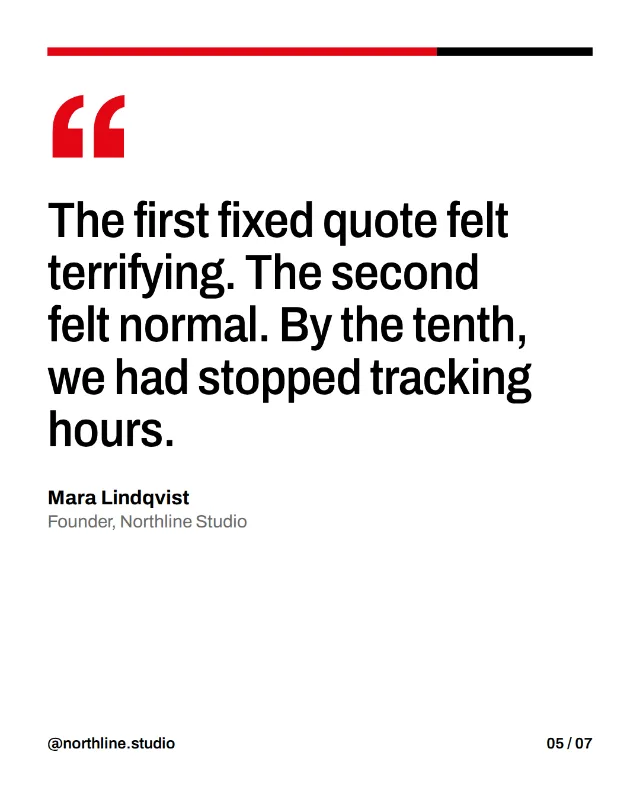 “
The first fixed quote felt
terrifying. The second
felt normal. By the tenth,
we had stopped tracking
hours.
Mara Lindqvist
Founder, Northline Studio
@northline.studio
05 / 07